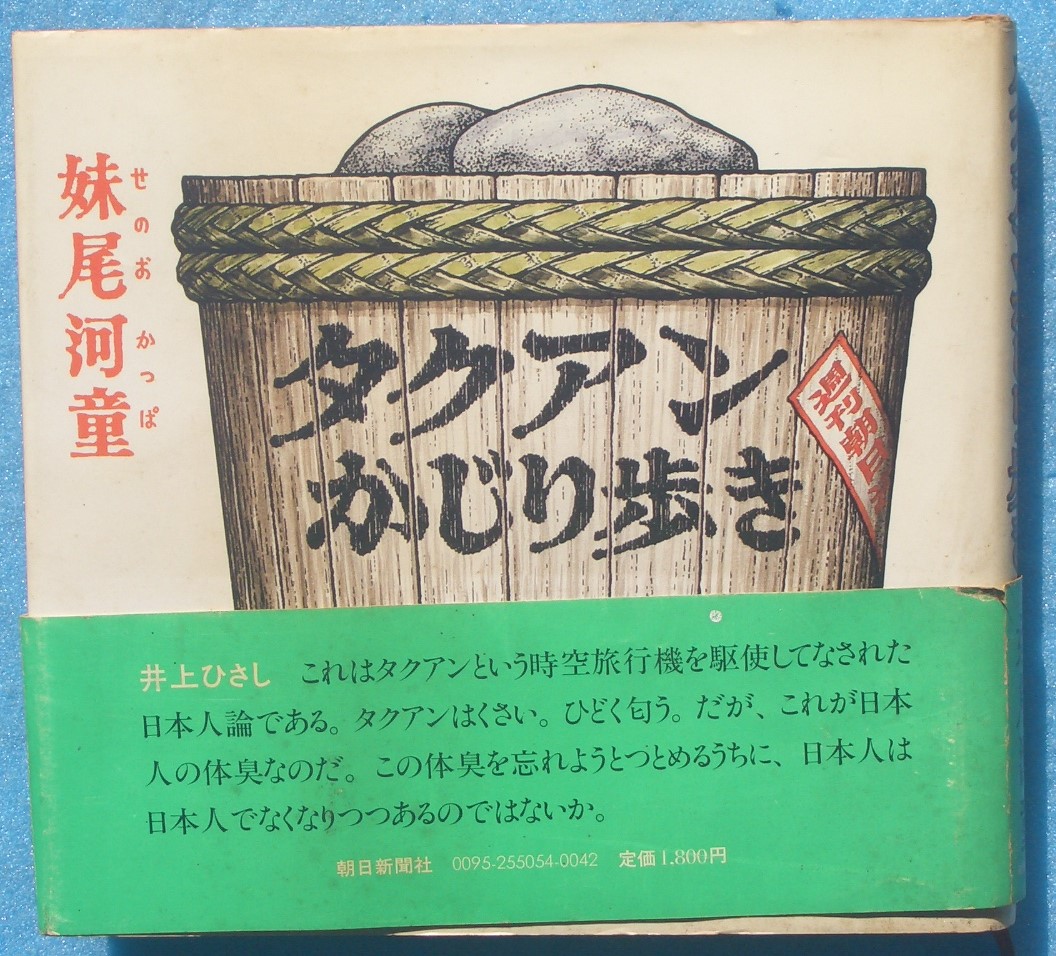 妹尾河童
せのお かっぱ
タクアン
かじり歩き
週刊朝日
井上ひさし これはタクアンという時空旅行機を駆使してなされた
日本人論である。タクアンはくさい。ひどく匂う。だが、これが日本
人の体臭なのだ。この体臭を忘れようとつとめるうちに、日本人は
日本人でなくなりつつあるのではないか。
朝日新聞社 0095-255054-0042 定価1,800円